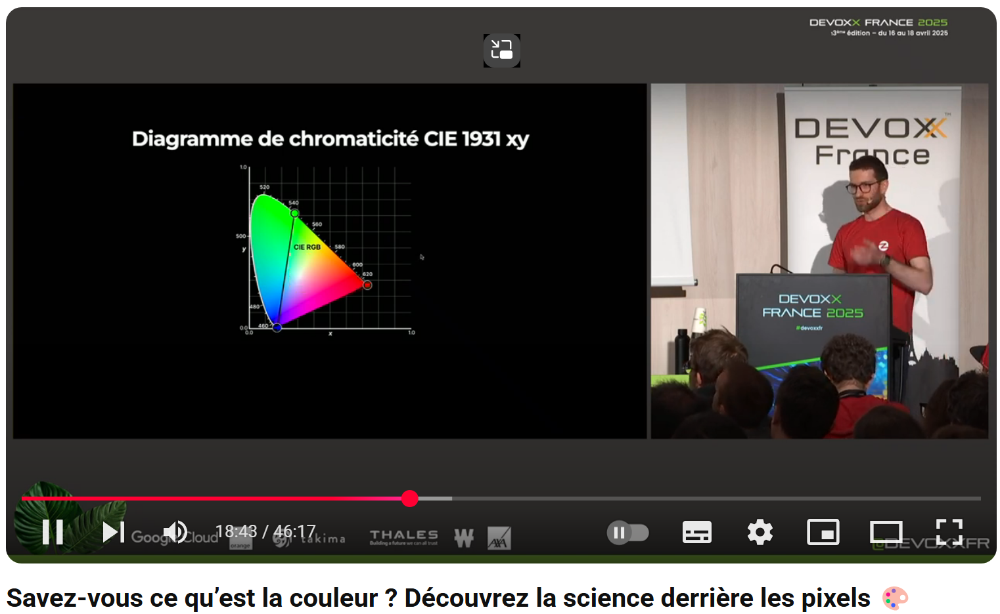 DEVOXX FRANCE 2025
13ème édition – du 16 au 18 avril 2025
Diagramme de chromaticité CIE 1931 xy
1.0
520
540
560
500
y
CIE RGB
580
600
620
480
460
0.0
0.0
x
1.0
DEVOXX™
France
DEVOXX
FRANCE 2025
#devoxxfr
18:43 / 46:17
Google Cloud
orange
takima
THALES
Building a future we can all trust
W
AXA
@DEVOXXFR
Savez-vous ce qu’est la couleur ? Découvrez la science derrière les pixels 🎨